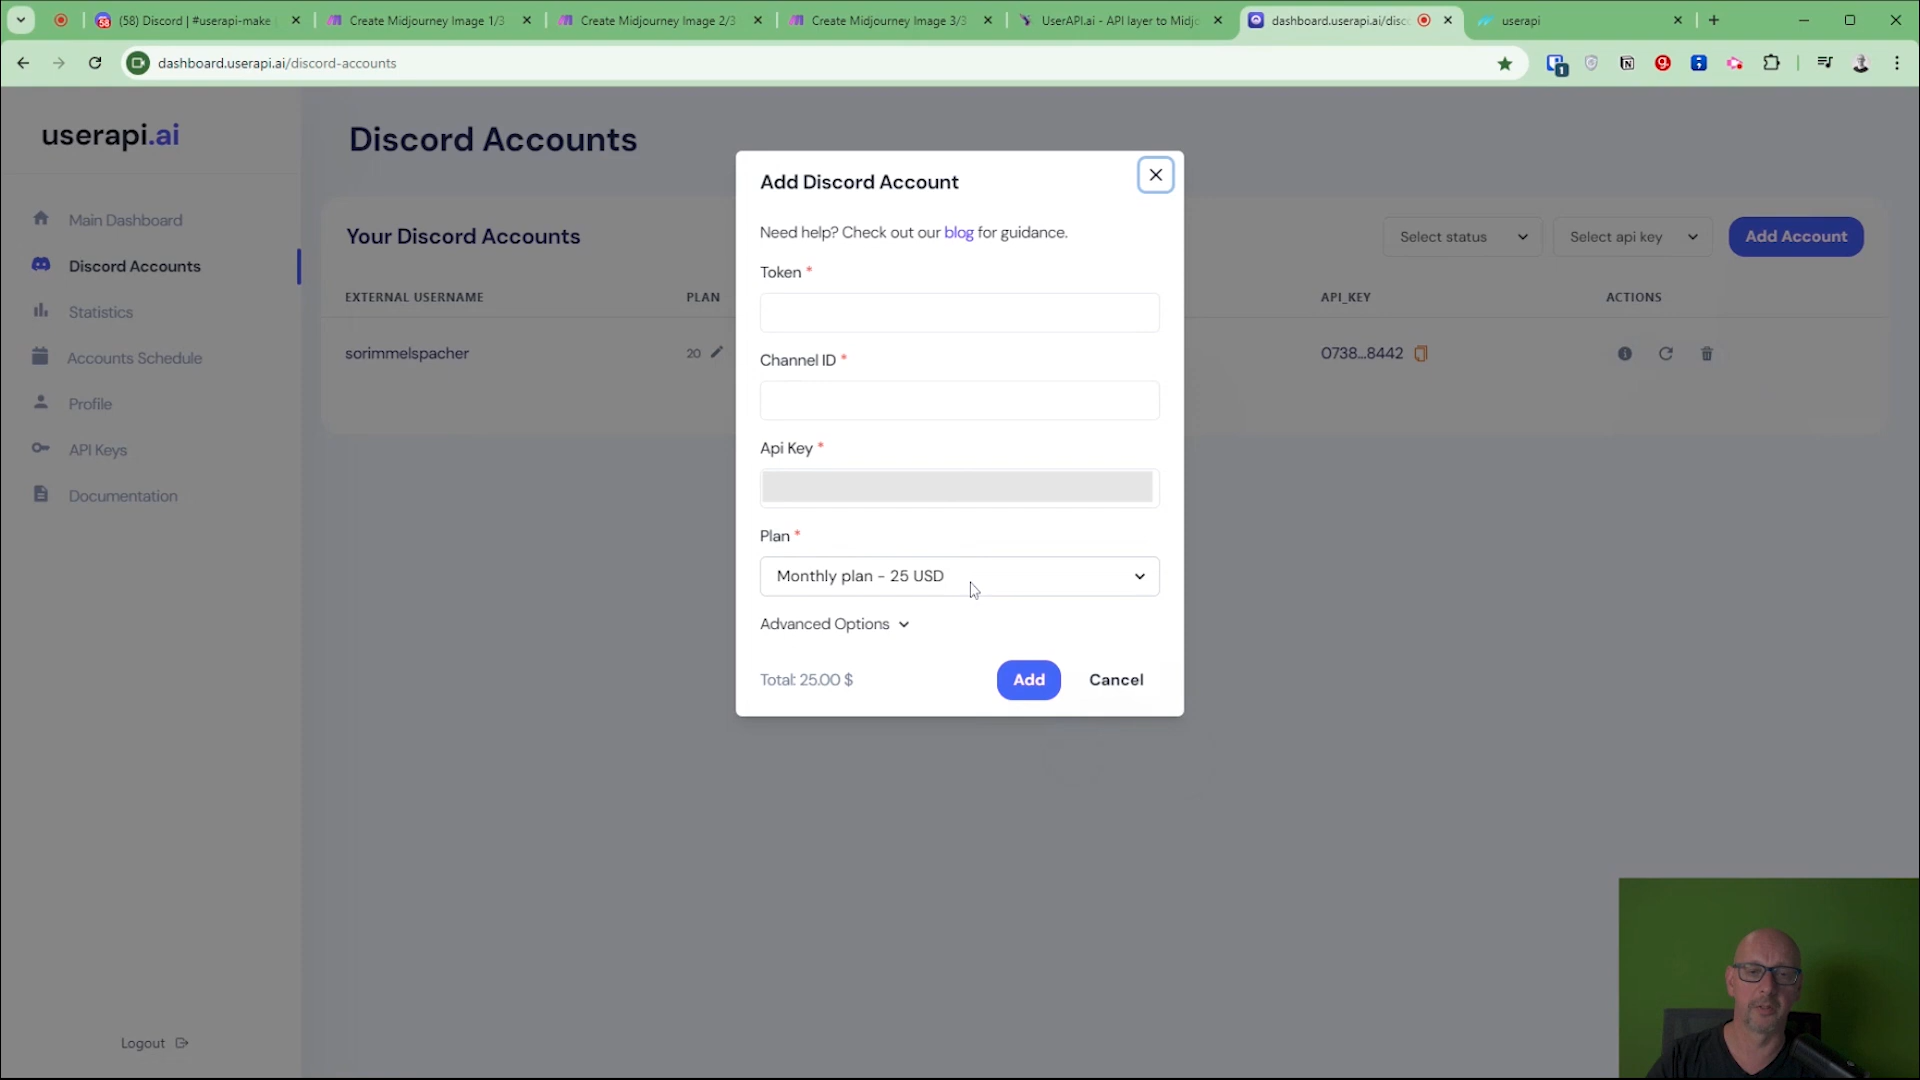 (58) Discord | #userapi-make
Create Midjourney Image 1/3
Create Midjourney Image 2/3
Create Midjourney Image 3/3
UserAPI.ai - API layer to Midjo
dashboard.userapi.ai/disco
userapi
dashboard.userapi.ai/discord-accounts
userapi.ai
Main Dashboard
Discord Accounts
Statistics
Accounts Schedule
Profile
API Keys
Documentation
Logout
Discord Accounts
Your Discord Accounts
Select status
Select api key
Add Account
EXTERNAL USERNAME
PLAN
API_KEY
ACTIONS
sorimmelspacher
20
0738...8442
Add Discord Account
Need help? Check out our blog for guidance.
Token *
Channel ID *
Api Key *
Plan *
Monthly plan - 25 USD
Advanced Options
Total: 25.00 $
Add
Cancel